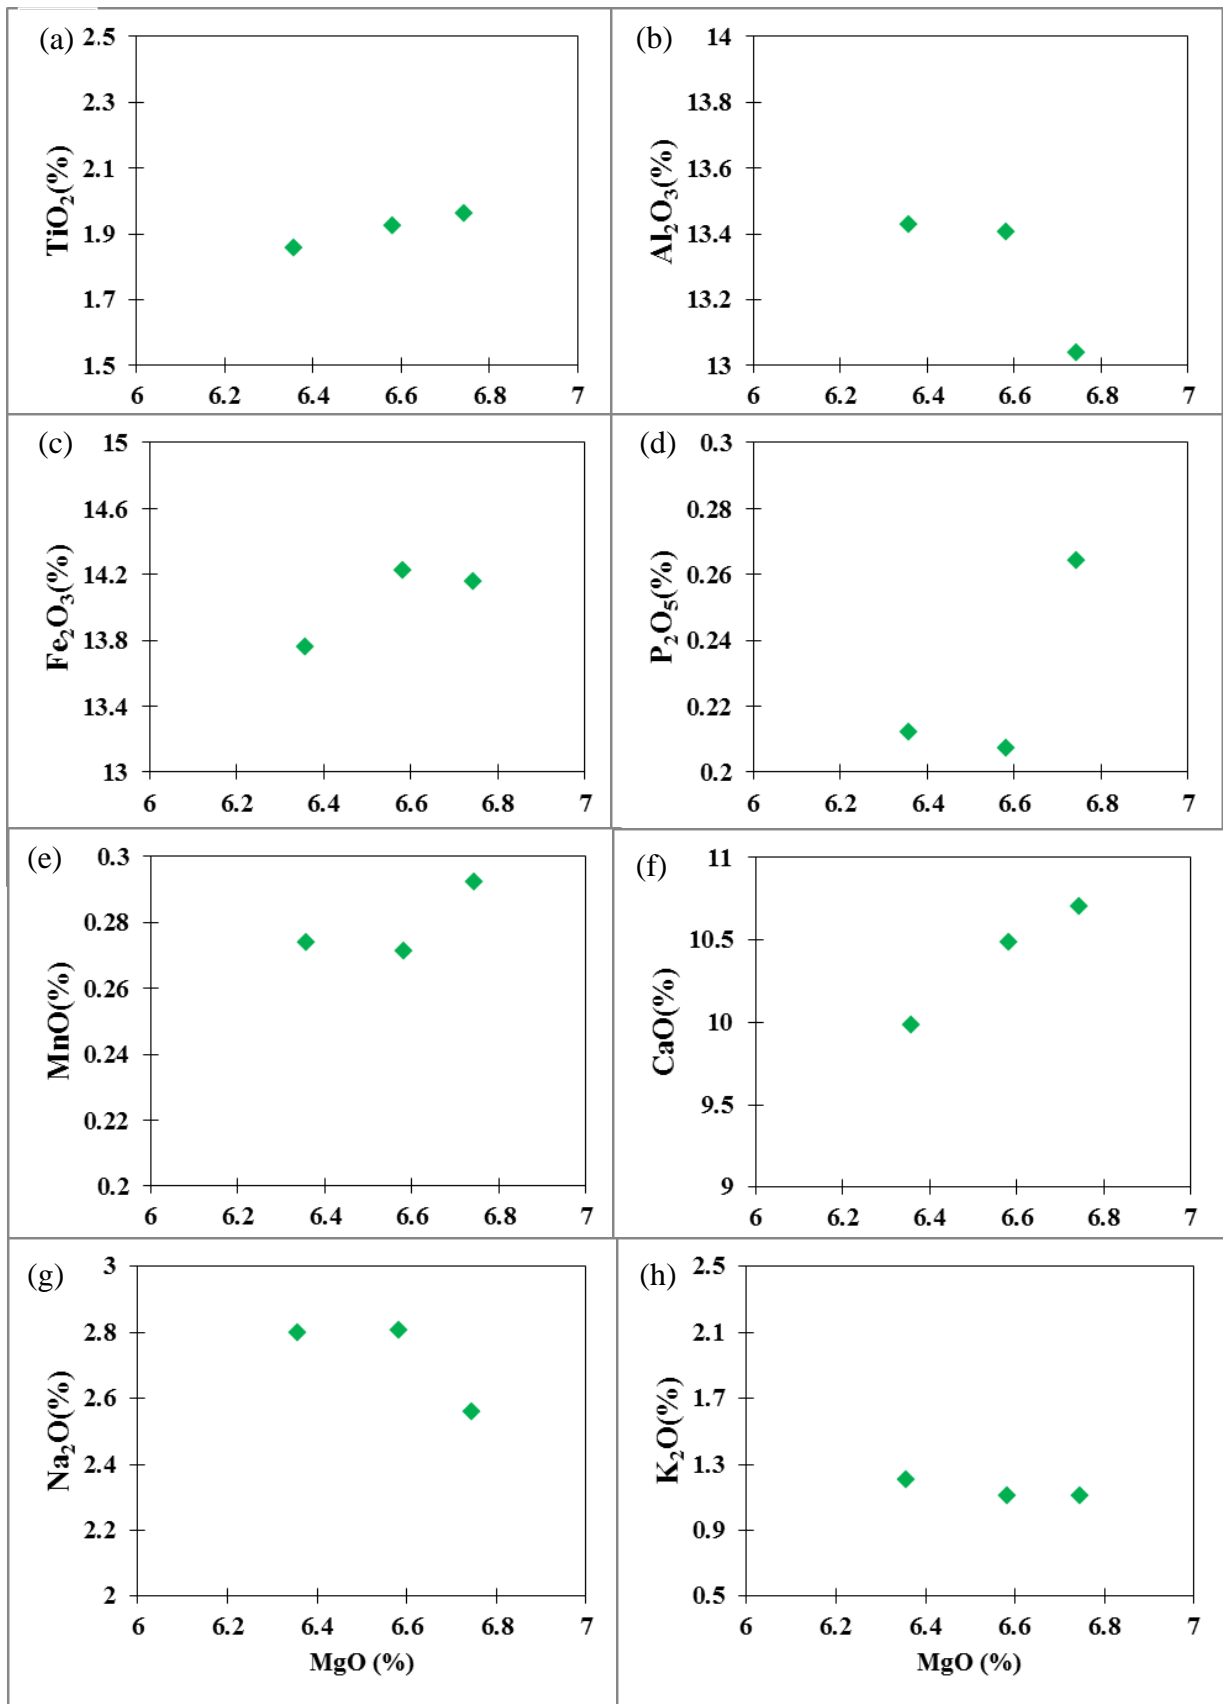 (a)
2.5
2.3
2.1
1.9
1.7
1.5
TiO₂(%)
6 6.2 6.4 6.6 6.8 7
(b)
14
13.8
13.6
13.4
13.2
13
Al₂O₃(%)
6 6.2 6.4 6.6 6.8 7
(c)
15
14.6
14.2
13.8
13.4
13
Fe₂O₃(%)
6 6.2 6.4 6.6 6.8 7
(d)
0.3
0.28
0.26
0.24
0.22
0.2
P₂O₅(%)
6 6.2 6.4 6.6 6.8 7
(e)
0.3
0.28
0.26
0.24
0.22
0.2
MnO(%)
6 6.2 6.4 6.6 6.8 7
(f)
11
10.5
10
9.5
9
CaO(%)
6 6.2 6.4 6.6 6.8 7
(g)
3
2.8
2.6
2.4
2.2
2
Na₂O(%)
6 6.2 6.4 6.6 6.8 7
MgO (%)
(h)
2.5
2.1
1.7
1.3
0.9
0.5
K₂O(%)
6 6.2 6.4 6.6 6.8 7
MgO (%)